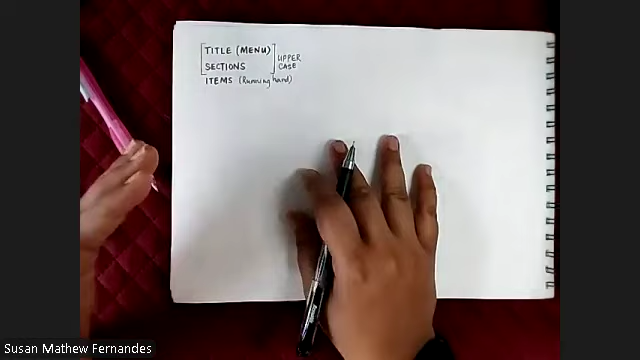 TITLE (MENU)
SECTIONS
UPPER
CASE
ITEMS (Running hand)
Susan Mathew Fernandes